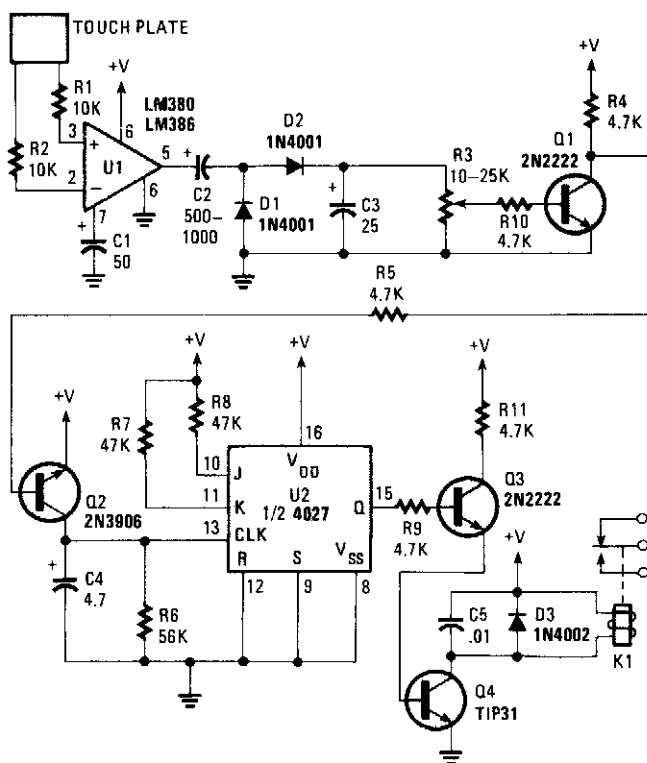 TOUCH PLATE
R1
10K
R2
10K
+V
LM380
LM386
3
+
6
U1
5
2
–
6
7
+
C1
50
+
C2
500–
1000
D2
1N4001
D1
1N4001
+
C3
25
R3
10–25K
R10
4.7K
Q1
2N2222
+V
R4
4.7K
R5
4.7K
+V
Q2
2N3906
+
C4
4.7
R6
56K
+V
R7
47K
R8
47K
+V
16
VDD
10
J
U2
11
K
1/2 4027
Q
15
13
CLK
R
S
VSS
12
9
8
R9
4.7K
+V
R11
4.7K
Q3
2N2222
+V
C5
.01
D3
1N4002
K1
Q4
TIP31